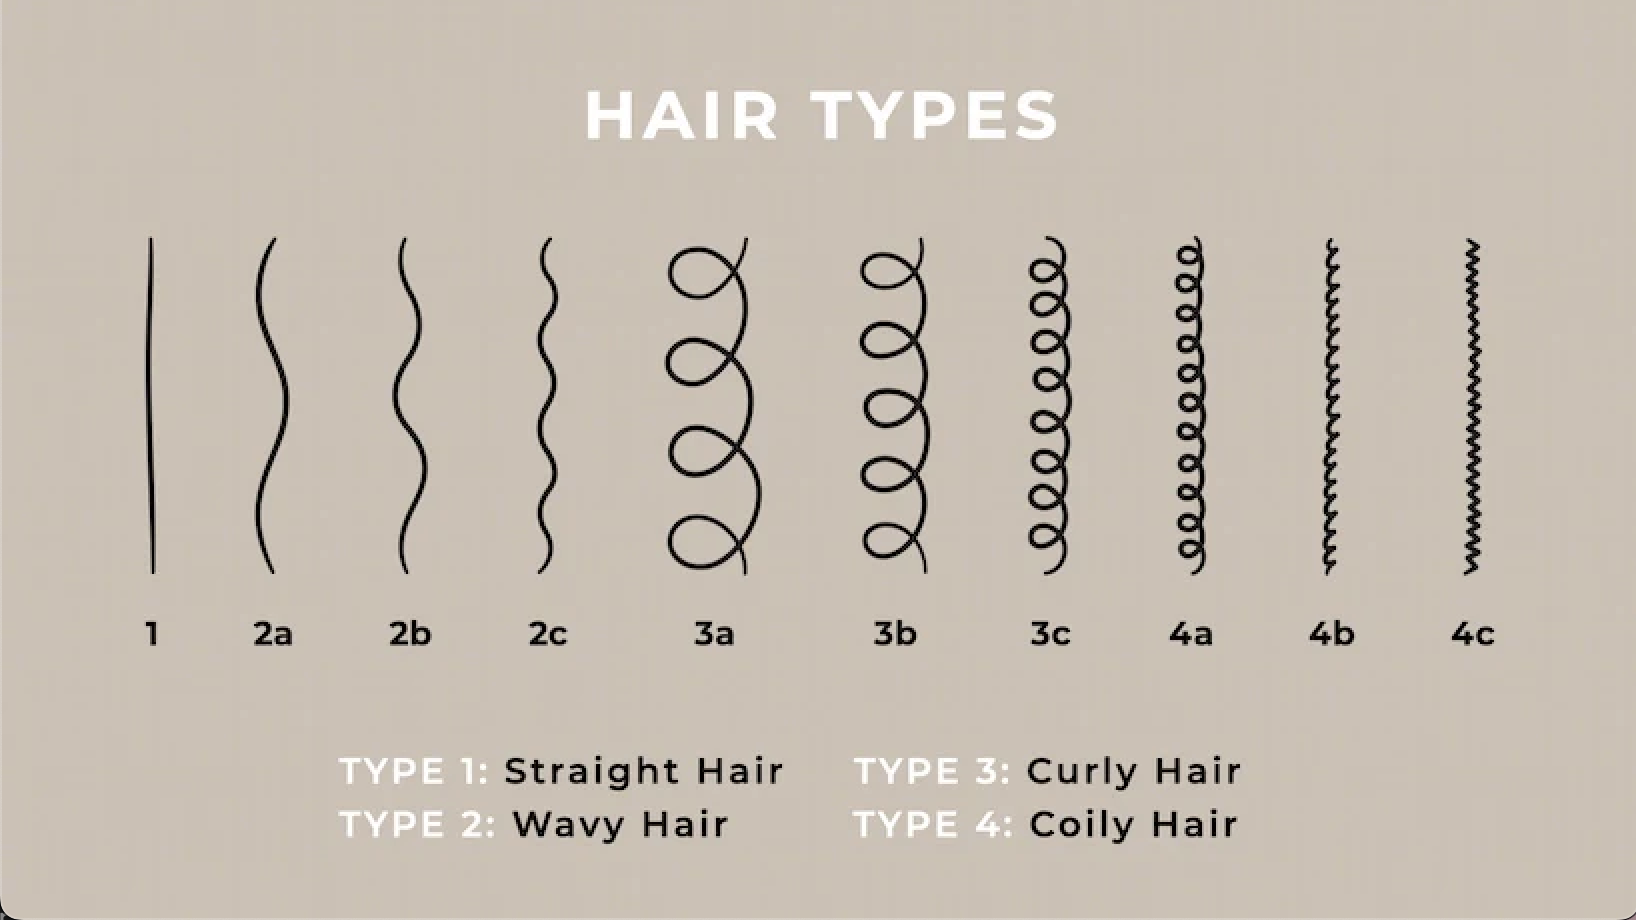 HAIR TYPES
1 2a 2b 2c 3a 3b 3c 4a 4b 4c
TYPE 1: Straight Hair
TYPE 2: Wavy Hair
TYPE 3: Curly Hair
TYPE 4: Coily Hair